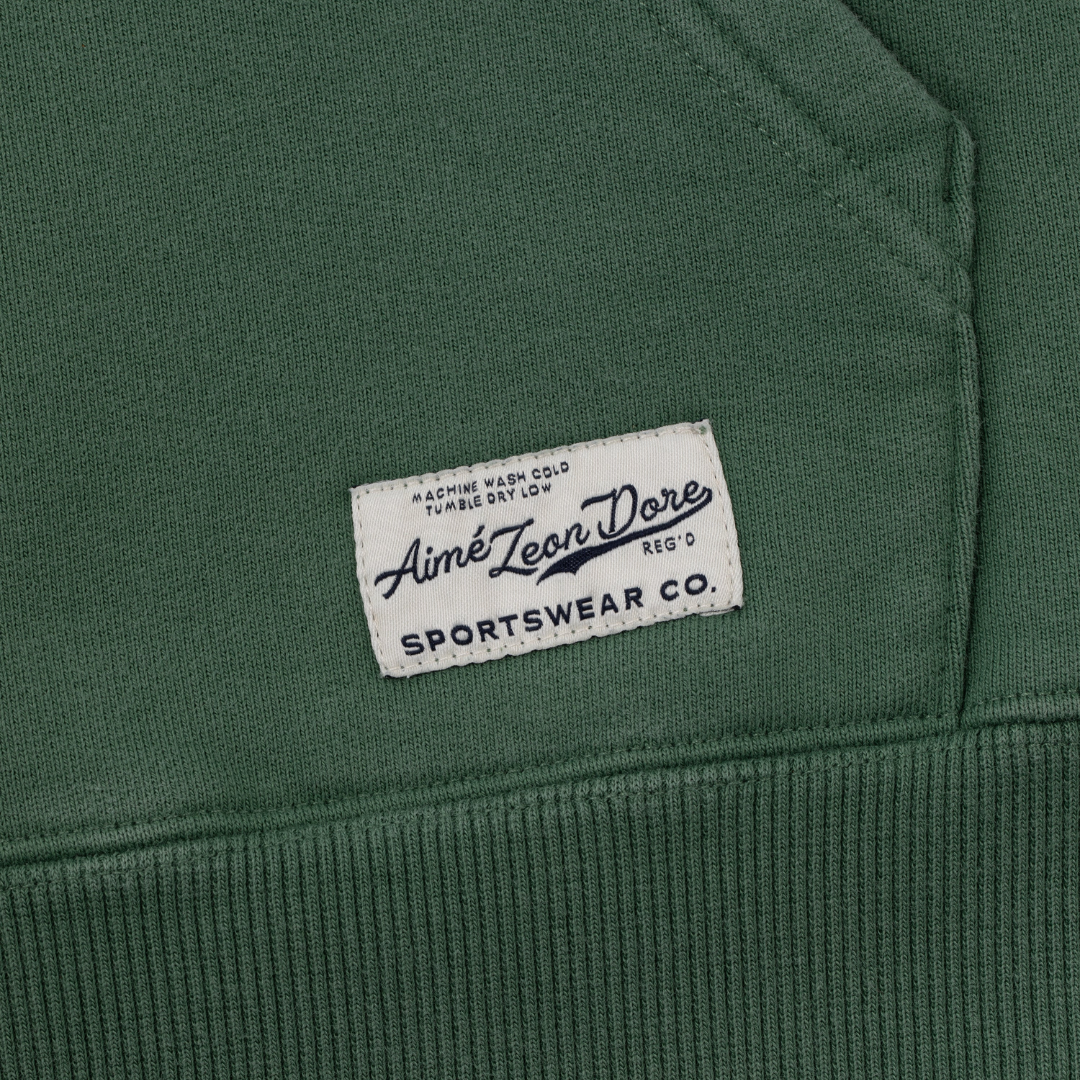 MACHINE WASH COLD
TUMBLE DRY LOW
Aimé Leon Dore
REG'D
SPORTSWEAR CO.